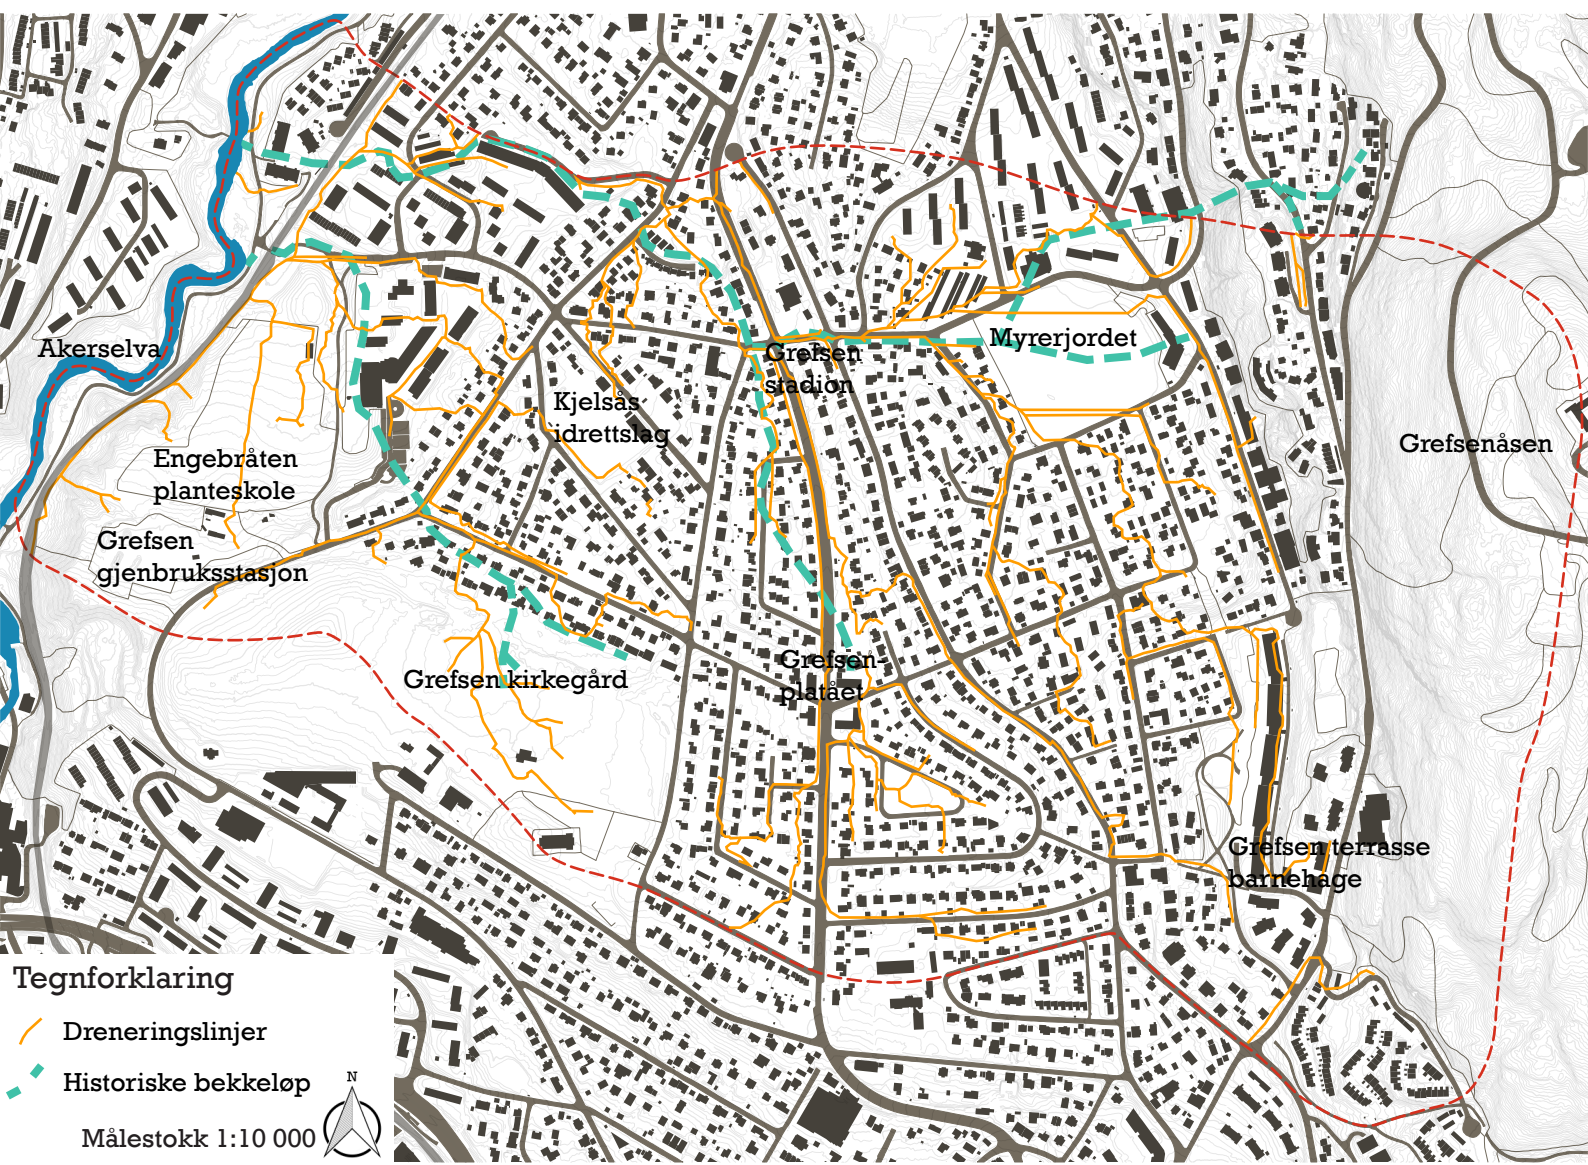 Myrerjordet
Akerselva
Grefsen
stadion
Kjelsås
idrettslag
Grefsenåsen
Engebråten
planteskole
Grefsen
gjenbruksstasjon
Grefsen-
platået
Grefsen kirkegård
Grefsen terrasse
barnehage
Tegnforklaring
Dreneringslinjer
Historiske bekkeløp
N
Målestokk 1:10 000